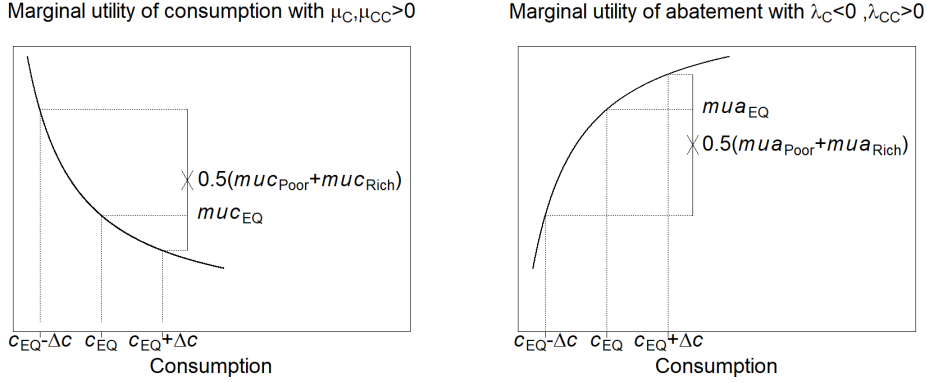 Marginal utility of consumption with μC,μCC>0
0.5(mucPoor+mucRich)
mucEQ
cEQ-Δc cEQ cEQ+Δc
Consumption
Marginal utility of abatement with λC<0 ,λCC>0
muaEQ
0.5(muaPoor+muaRich)
cEQ-Δc cEQ cEQ+Δc
Consumption